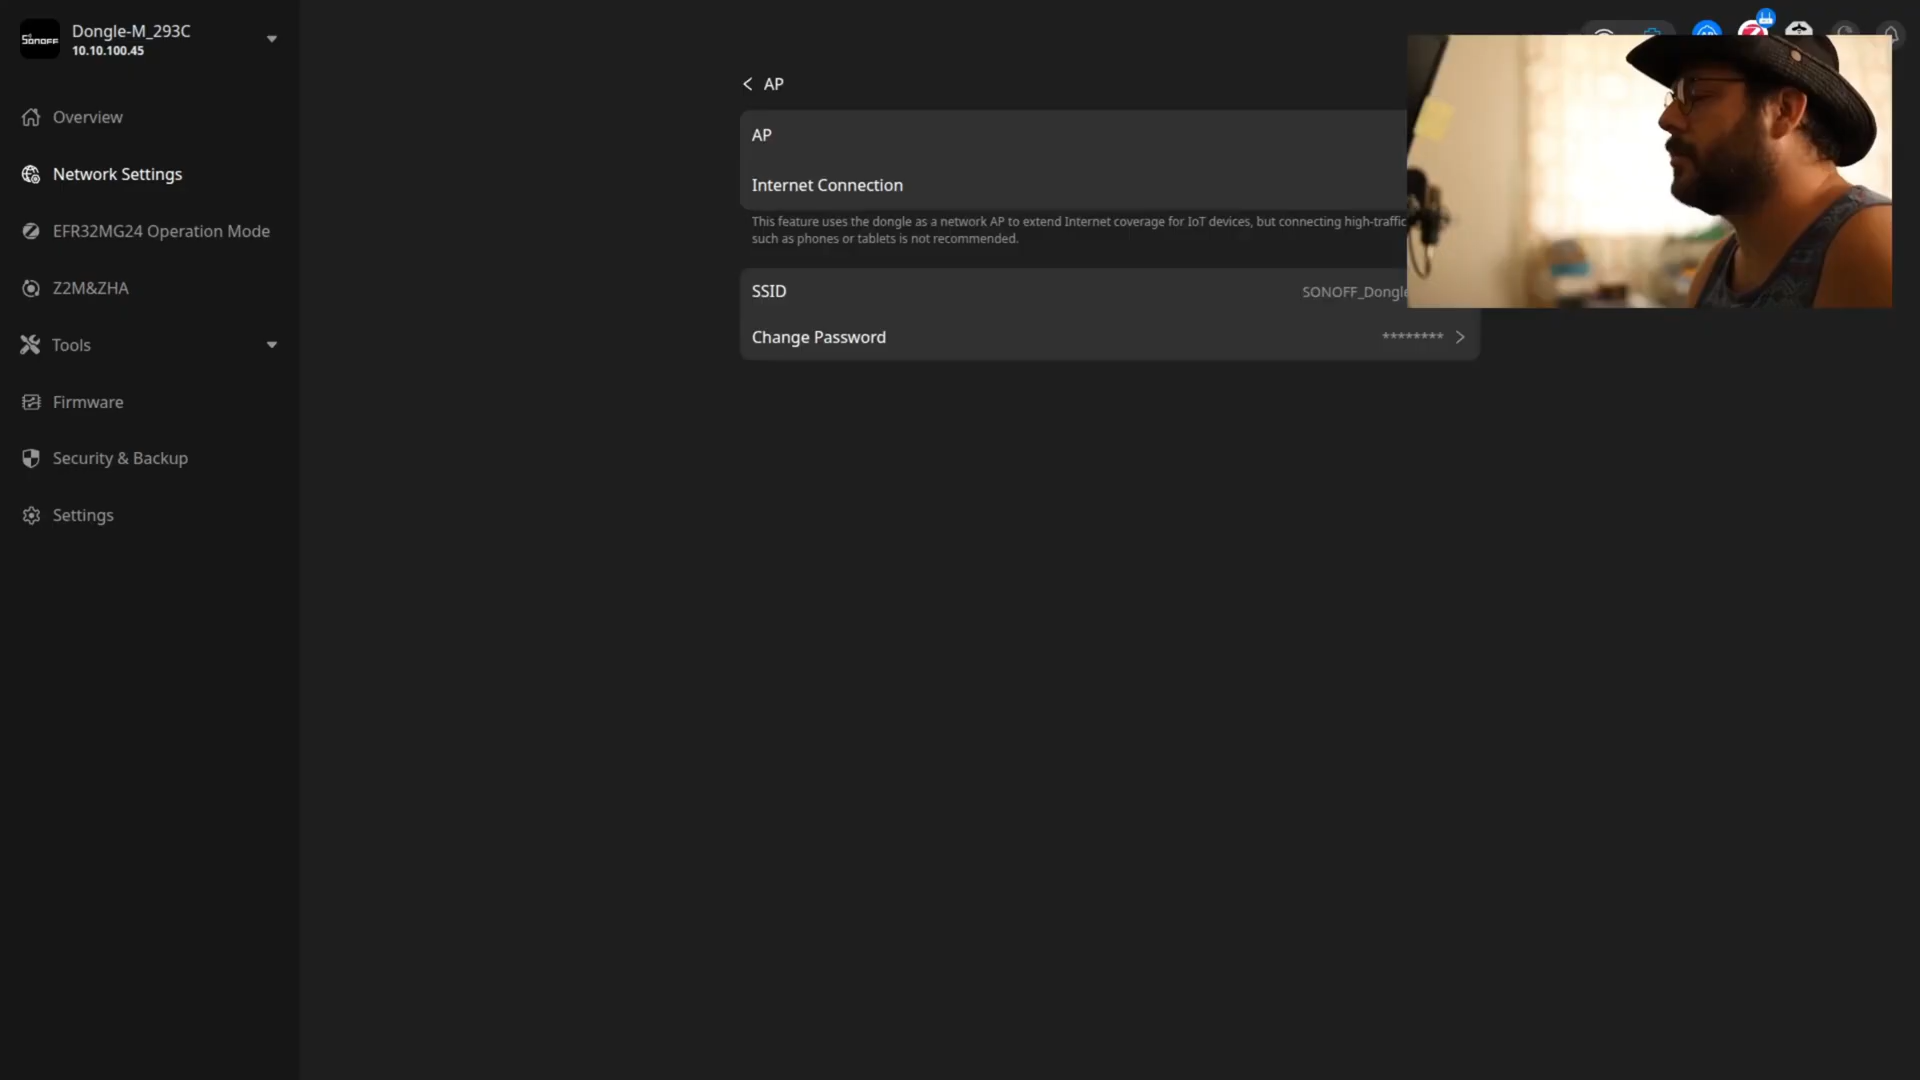 SONOFF
Dongle-M_293C
10.10.100.45
Overview
Network Settings
EFR32MG24 Operation Mode
Z2M&ZHA
Tools
Firmware
Security & Backup
Settings
AP
AP
Internet Connection
This feature uses the dongle as a network AP to extend Internet coverage for IoT devices, but connecting high-traffic
such as phones or tablets is not recommended.
SSID SONOFF_Dongle
Change Password ********